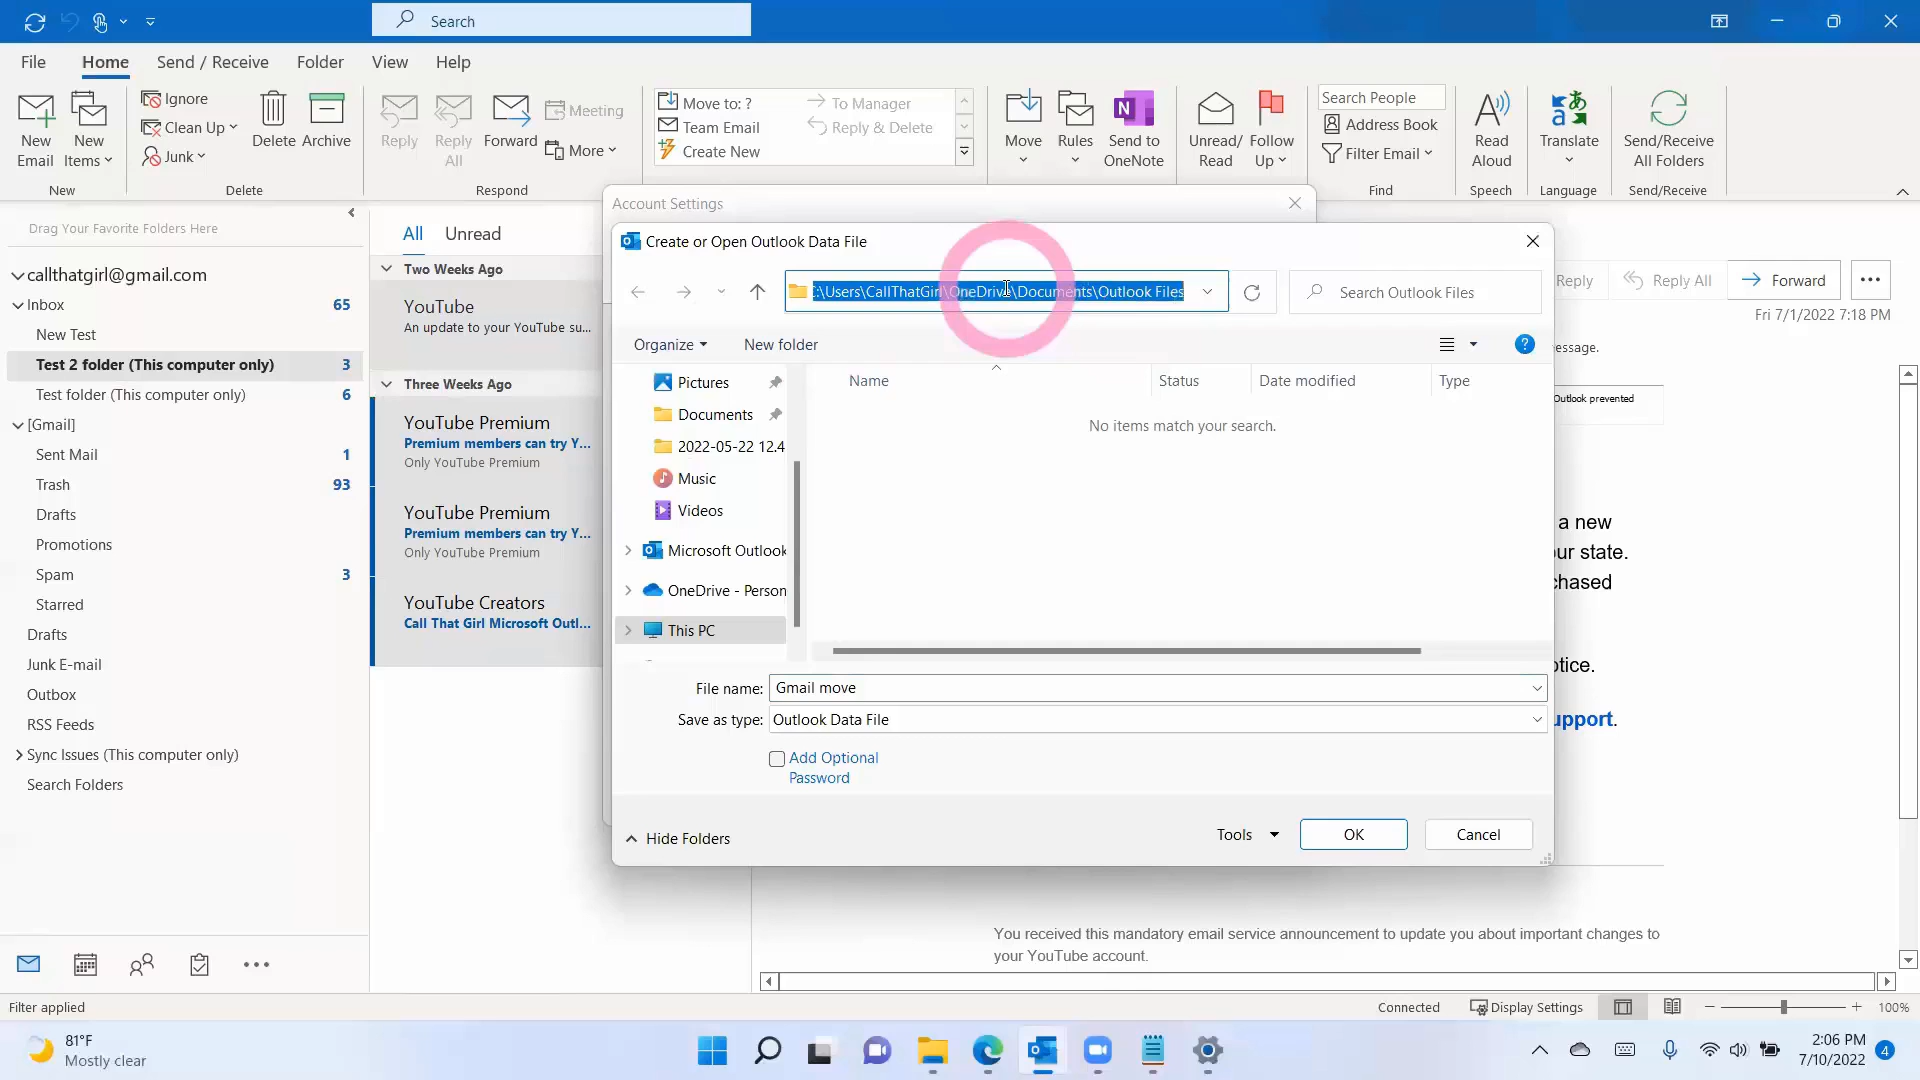 Search
File Home Send / Receive Folder View Help
New Email
New Items
Ignore
Clean Up
Junk
Delete
Archive
Reply
Reply All
Forward
Meeting
More
Move to: ?
Team Email
Create New
To Manager
Reply & Delete
Move
Rules
Send to OneNote
Unread/ Read
Follow Up
Search People
Address Book
Filter Email
Read Aloud
Translate
Send/Receive All Folders
New
Delete
Respond
Find
Speech
Language
Send/Receive
Drag Your Favorite Folders Here
callthatgirl@gmail.com
Inbox 65
New Test
Test 2 folder (This computer only) 3
Test folder (This computer only) 6
[Gmail]
Sent Mail 1
Trash 93
Drafts
Promotions
Spam 3
Starred
Drafts
Junk E-mail
Outbox
RSS Feeds
Sync Issues (This computer only)
Search Folders
All Unread
Two Weeks Ago
YouTube
An update to your YouTube su...
Three Weeks Ago
YouTube Premium
Premium members can try Y...
Only YouTube Premium
YouTube Premium
Premium members can try Y...
Only YouTube Premium
YouTube Creators
Call That Girl Microsoft Outl...
Account Settings
Create or Open Outlook Data File
:\Users\CallThatGirl\OneDrive\Documents\Outlook Files
Search Outlook Files
Organize New folder
?
Pictures
Documents
2022-05-22 12.4
Music
Videos
Microsoft Outlook
OneDrive - Person
This PC
Name Status Date modified Type
No items match your search.
File name: Gmail move
Save as type: Outlook Data File
Add Optional
Password
Hide Folders
Tools OK Cancel
Reply Reply All Forward
Fri 7/1/2022 7:18 PM
essage.
Outlook prevented
a new
ur state.
chased
otice.
upport.
You received this mandatory email service announcement to update you about important changes to
your YouTube account.
Filter applied
Connected Display Settings 100%
81°F
Mostly clear
2:06 PM
7/10/2022
4